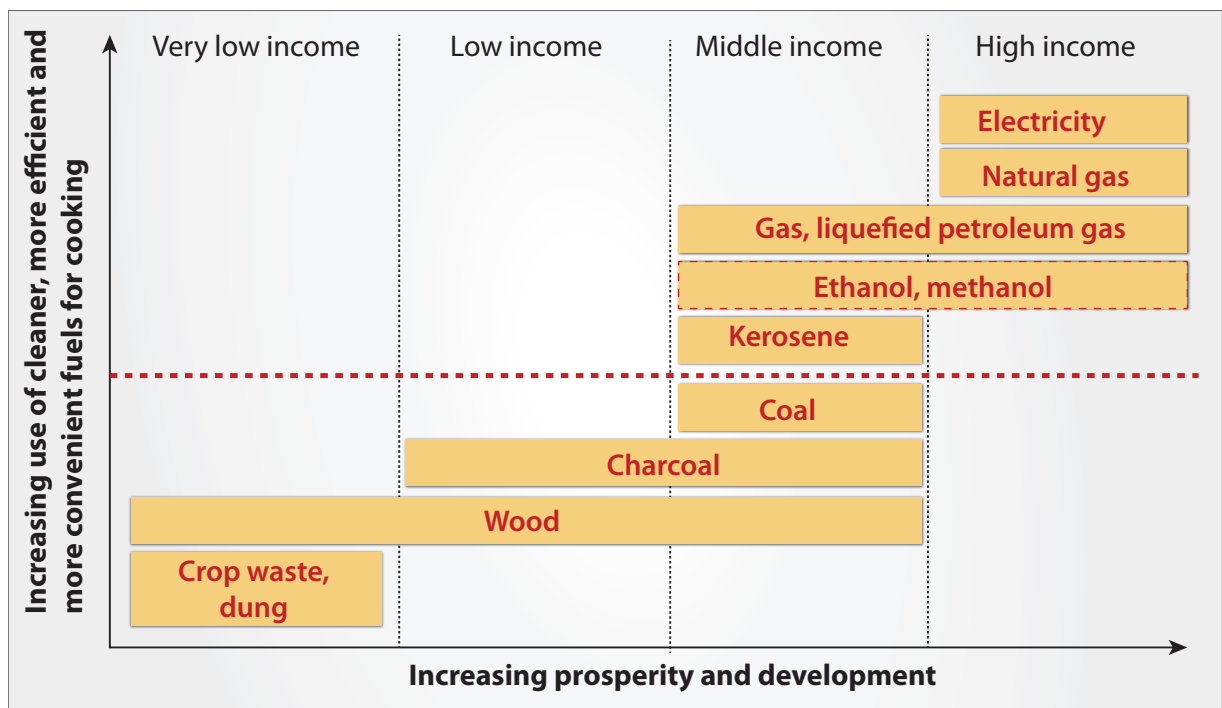 Increasing use of cleaner, more efficient and
more convenient fuels for cooking
Very low income
Low income
Middle income
High income
Electricity
Natural gas
Gas, liquefied petroleum gas
Ethanol, methanol
Kerosene
Coal
Charcoal
Wood
Crop waste,
dung
Increasing prosperity and development